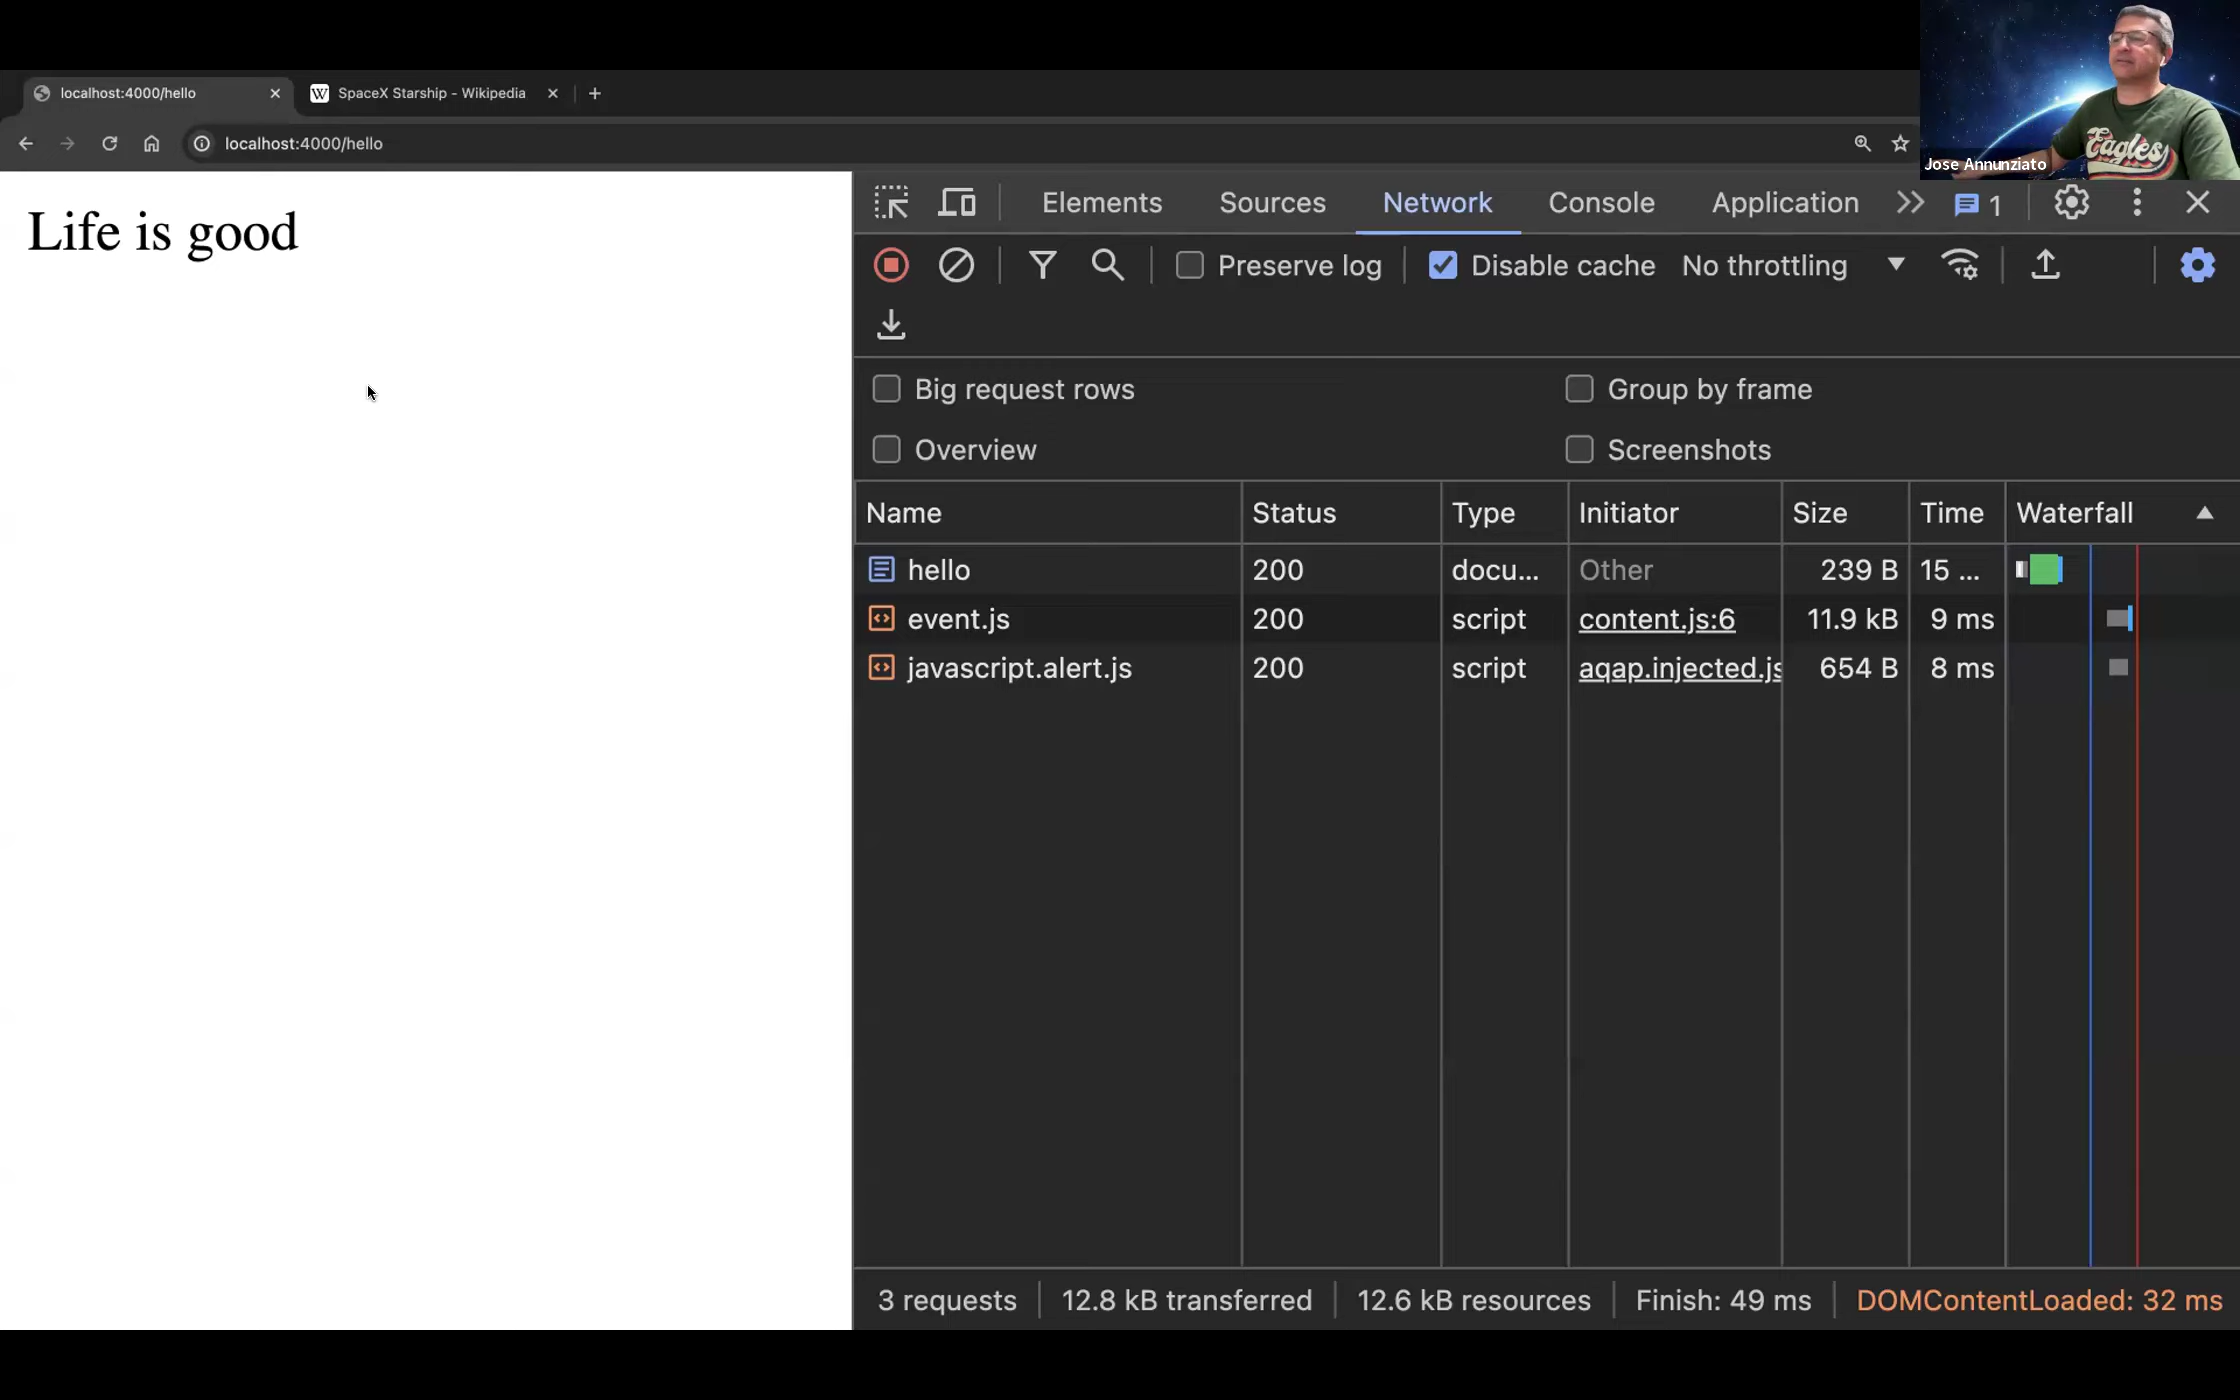 localhost:4000/hello
SpaceX Starship - Wikipedia
localhost:4000/hello
Eagles
Jose Annunziato
Life is good
Elements Sources Network Console Application 1
Preserve log Disable cache No throttling
Big request rows Group by frame
Overview Screenshots
Name Status Type Initiator Size Time Waterfall
hello 200 docu... Other 239 B 15 ...
event.js 200 script content.js:6 11.9 kB 9 ms
javascript.alert.js 200 script aqap.injected.js 654 B 8 ms
3 requests 12.8 kB transferred 12.6 kB resources Finish: 49 ms DOMContentLoaded: 32 ms